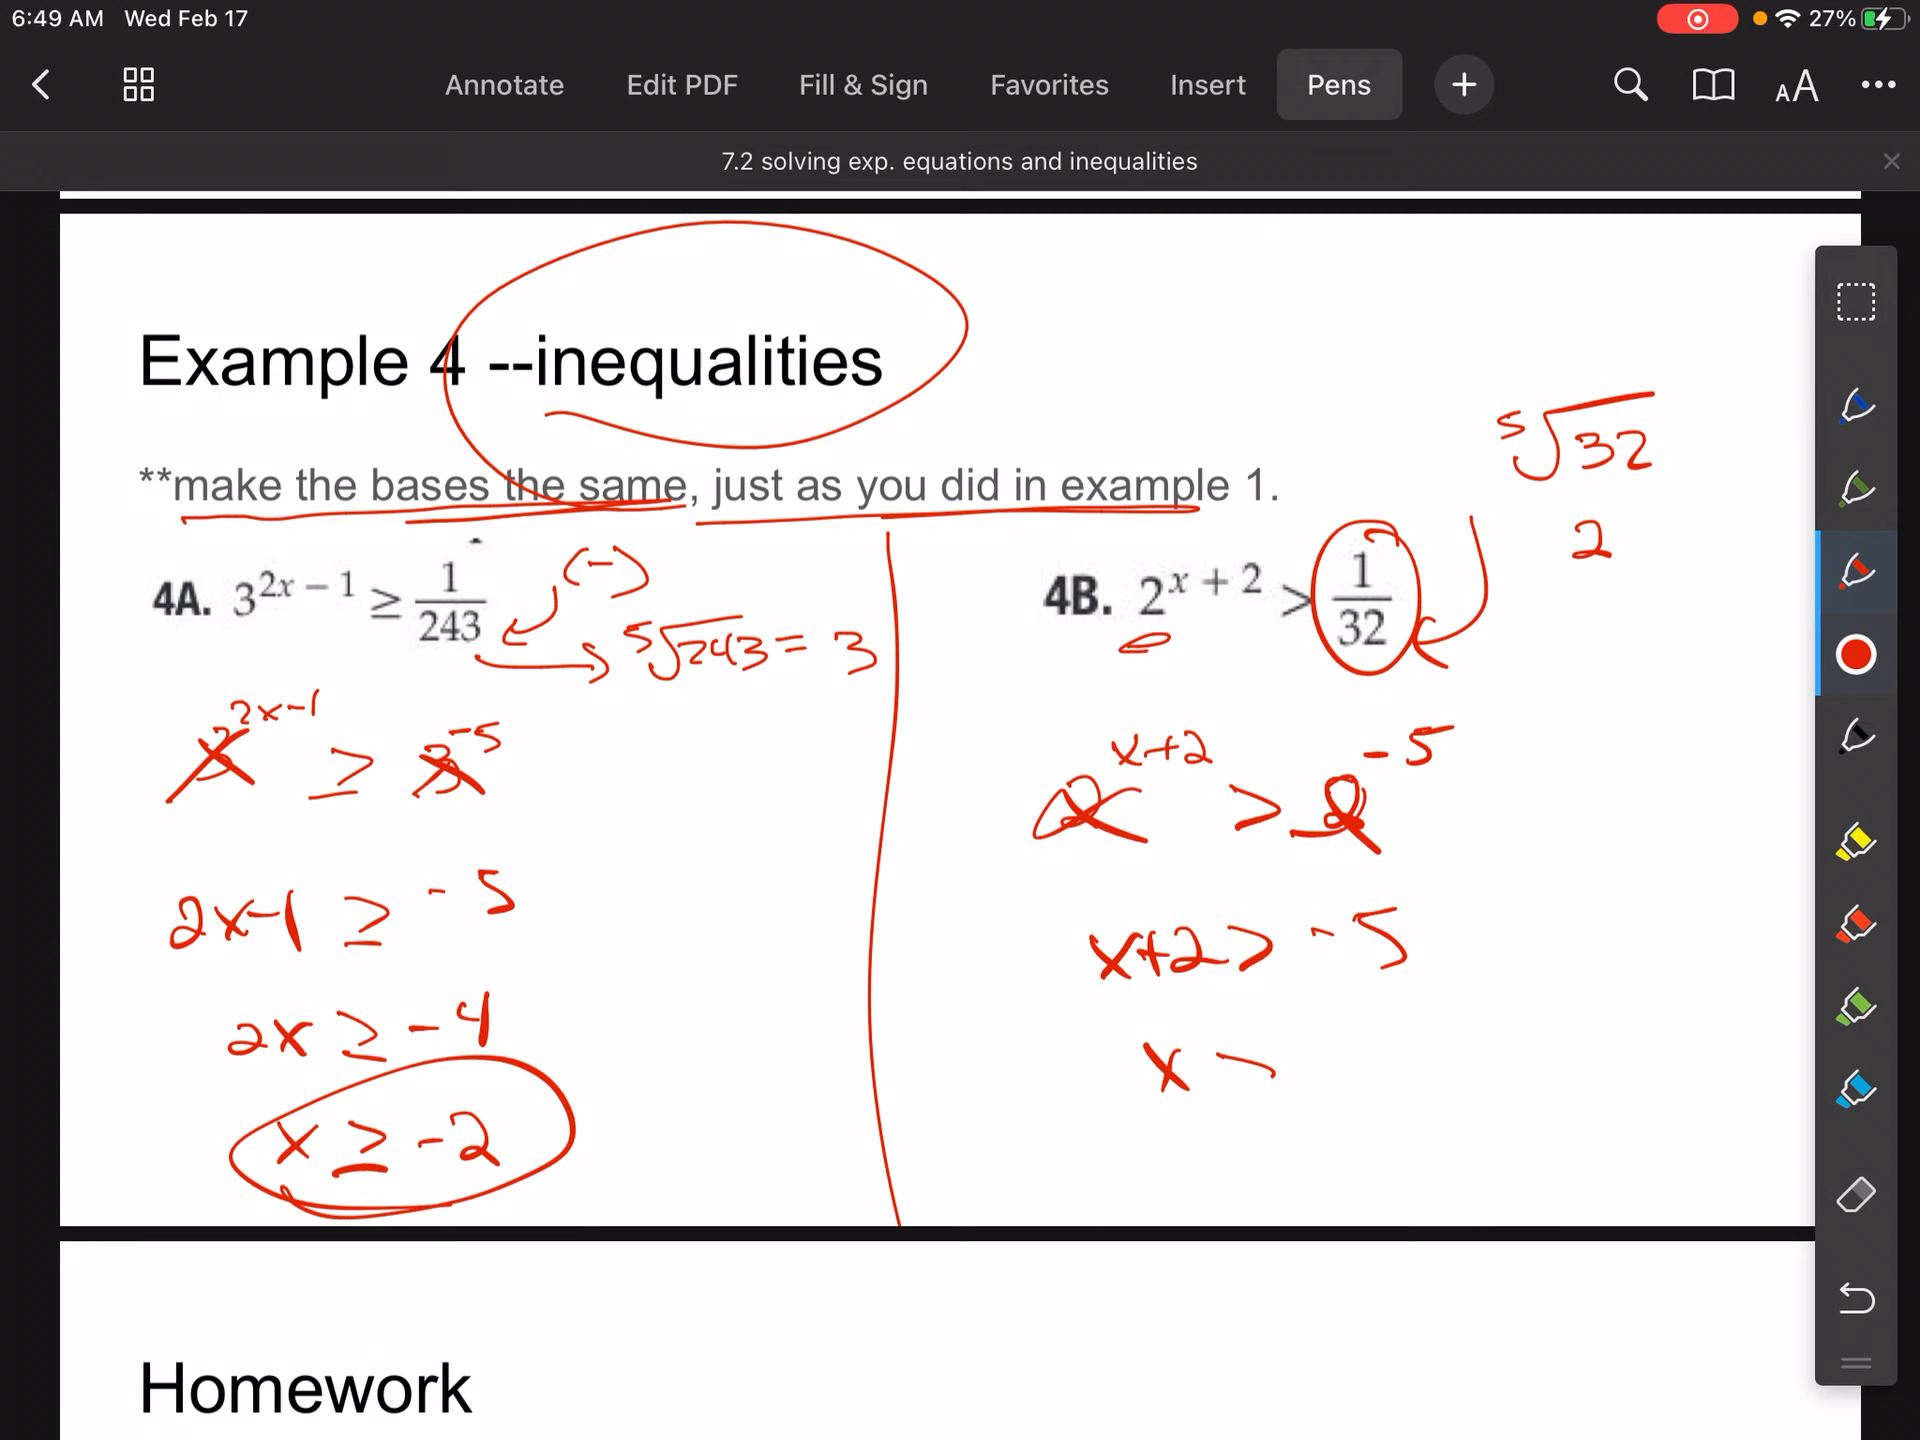 6:49 AM Wed Feb 17 27%
Annotate Edit PDF Fill & Sign Favorites Insert Pens + AA
7.2 solving exp. equations and inequalities ×
Example 4 --inequalities
**make the bases the same, just as you did in example 1.
4A. 3^{2x – 1} ≥ 1/243
(-)
⁵√243 = 3
3^{2x-1} ≥ 3^{-5}
2x-1 ≥ -5
2x ≥ -4
x ≥ -2
⁵√32
2
4B. 2^{x + 2} > 1/32
2^{x+2} > 2^{-5}
x+2 > -5
x
Homework